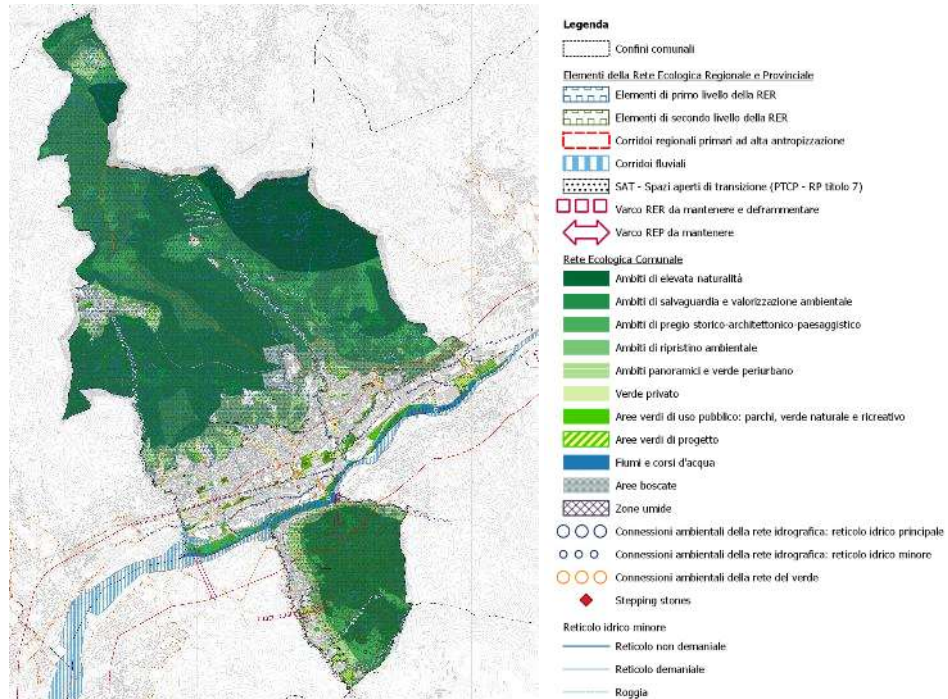 Legenda
Confini comunali
Elementi della Rete Ecologica Regionale e Provinciale
Elementi di primo livello della RER
Elementi di secondo livello della RER
Corridoi regionali primari ad alta antropizzazione
Corridoi fluviali
SAT - Spazi aperti di transizione (PTCP - RP titolo 7)
Varco RER da mantenere e deframmentare
Varco REP da mantenere
Rete Ecologica Comunale
Ambiti di elevata naturalità
Ambiti di salvaguardia e valorizzazione ambientale
Ambiti di pregio storico-architettonico-paesaggistico
Ambiti di ripristino ambientale
Ambiti panoramici e verde periurbano
Verde privato
Aree verdi di uso pubblico: parchi, verde naturale e ricreativo
Aree verdi di progetto
Fiumi e corsi d'acqua
Aree boscate
Zone umide
Connessioni ambientali della rete idrografica: reticolo idrico principale
Connessioni ambientali della rete idrografica: reticolo idrico minore
Connessioni ambientali della rete del verde
Stepping stones
Reticolo idrico minore
Reticolo non demaniale
Reticolo demaniale
Roggia